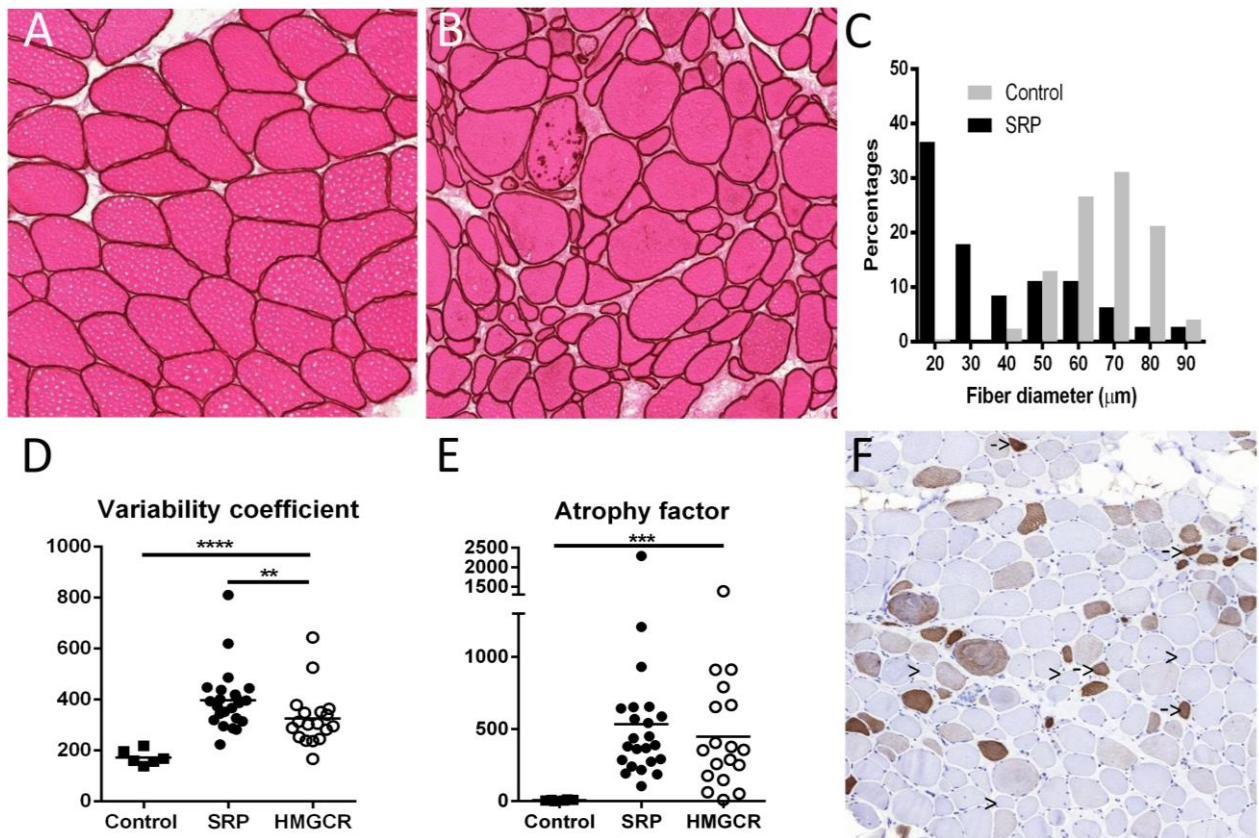 A
B
C
50
40
30
20
10
0
Percentages
Control
SRP
20 30 40 50 60 70 80 90
Fiber diameter (µm)
D
Variability coefficient
1000
800
600
400
200
0
****
**
Control SRP HMGCR
E
Atrophy factor
2500
2000
1500
1000
500
0
***
Control SRP HMGCR
F